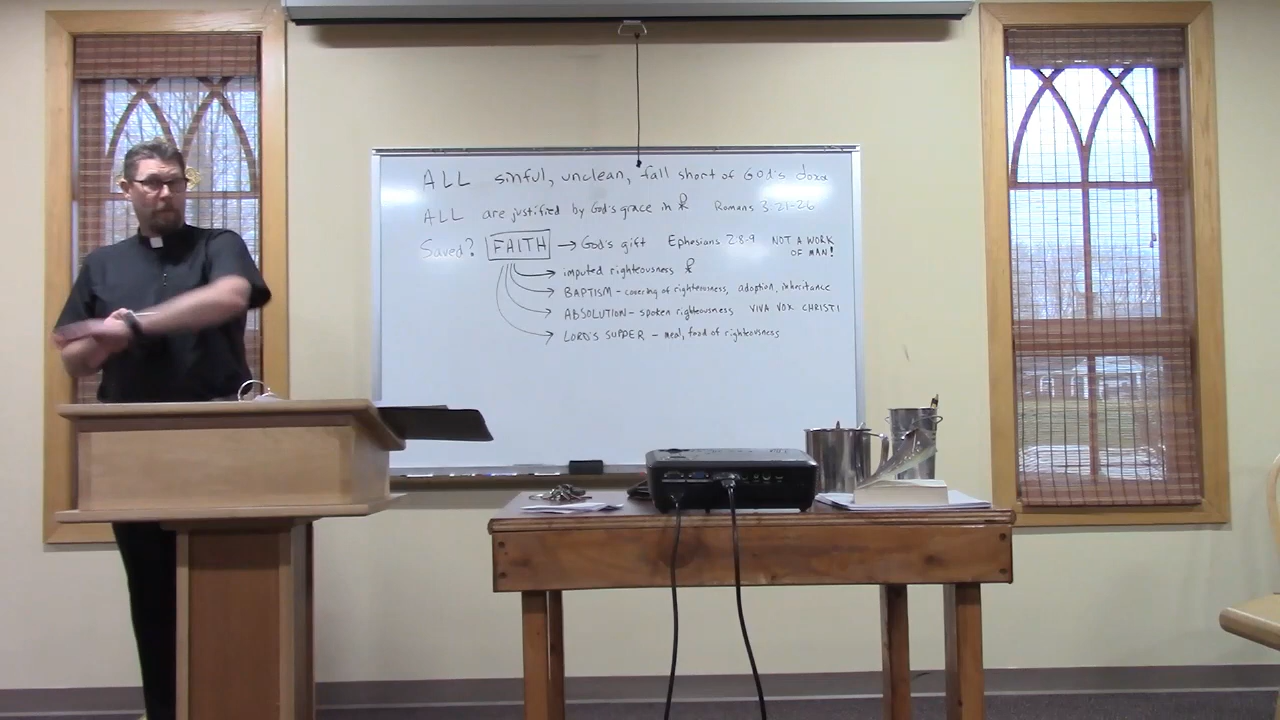 ALL sinful, unclean, fall short of GOD's doxa
ALL are justified by God's grace in ☧ Romans 3:21-26
Saved? FAITH → God's gift Ephesians 2:8-9 NOT A WORK OF MAN!
imputed righteousness ☧
BAPTISM - covering of righteousness, adoption, inheritance
ABSOLUTION - spoken righteousness VIVA VOX CHRISTI
LORD'S SUPPER - meal, food of righteousness